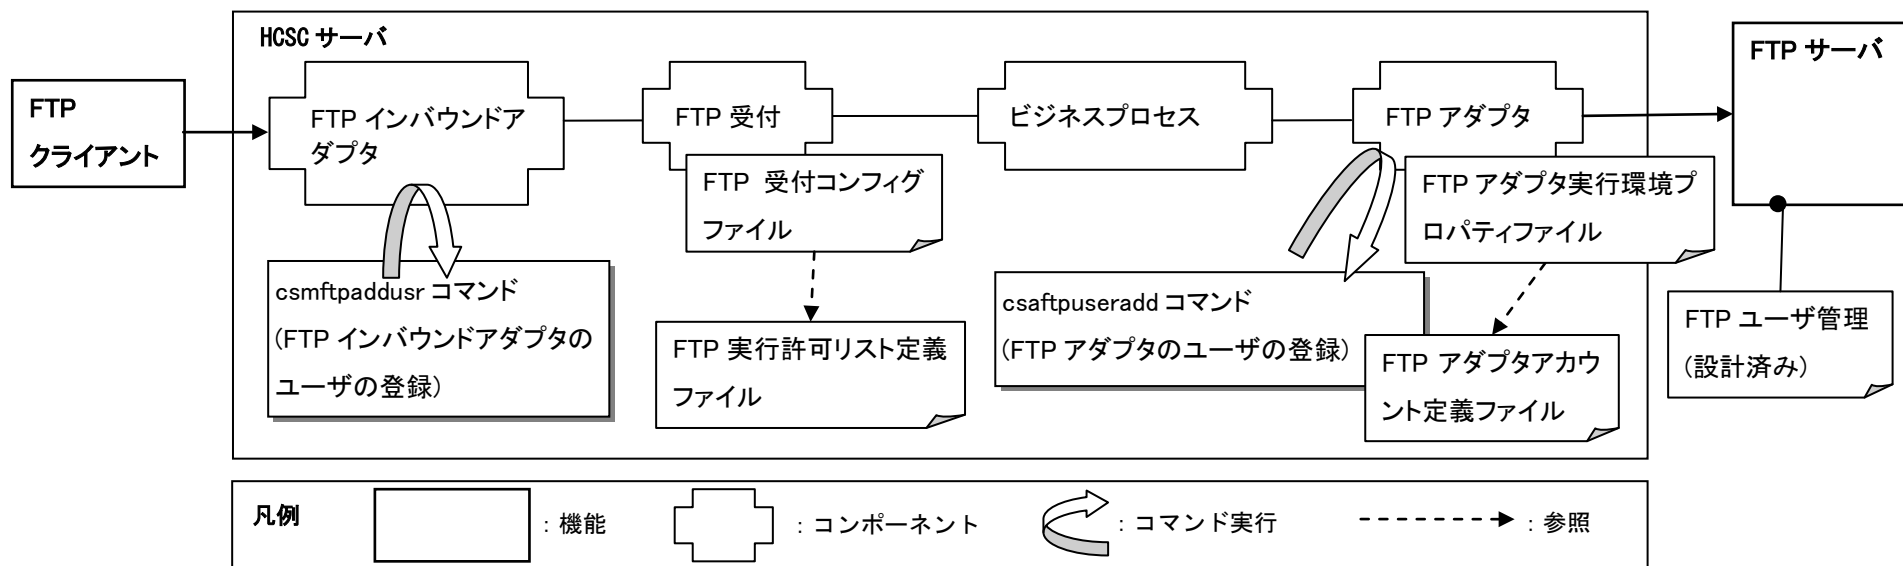 HCSC サーバ
FTP サーバ
FTP
クライアント
FTP インバウンドア
ダプタ
FTP 受付
ビジネスプロセス
FTP アダプタ
FTP 受付コンフィグ
ファイル
FTP アダプタ実行環境プ
ロパティファイル
csmftpaddusr コマンド
(FTP インバウンドアダプタの
ユーザの登録)
FTP 実行許可リスト定義
ファイル
csaftpuseradd コマンド
(FTP アダプタのユーザの登録)
FTP アダプタアカウ
ント定義ファイル
FTP ユーザ管理
(設計済み)
凡例
: 機能
: コンポーネント
: コマンド実行
: 参照